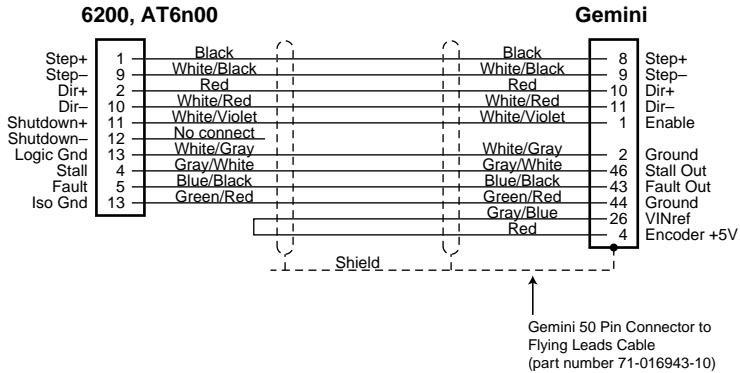 6200, AT6n00 Gemini
Step+ 1 Black Black 8 Step+
Step– 9 White/Black White/Black 9 Step–
Dir+ 2 Red Red 10 Dir+
Dir– 10 White/Red White/Red 11 Dir–
Shutdown+ 11 White/Violet White/Violet 1 Enable
Shutdown– 12 No connect
Logic Gnd 13 White/Gray White/Gray 2 Ground
Stall 4 Gray/White Gray/White 46 Stall Out
Fault 5 Blue/Black Blue/Black 43 Fault Out
Iso Gnd 13 Green/Red Green/Red 44 Ground
Gray/Blue 26 VINref
Red 4 Encoder +5V
Shield
Gemini 50 Pin Connector to
Flying Leads Cable
(part number 71-016943-10)